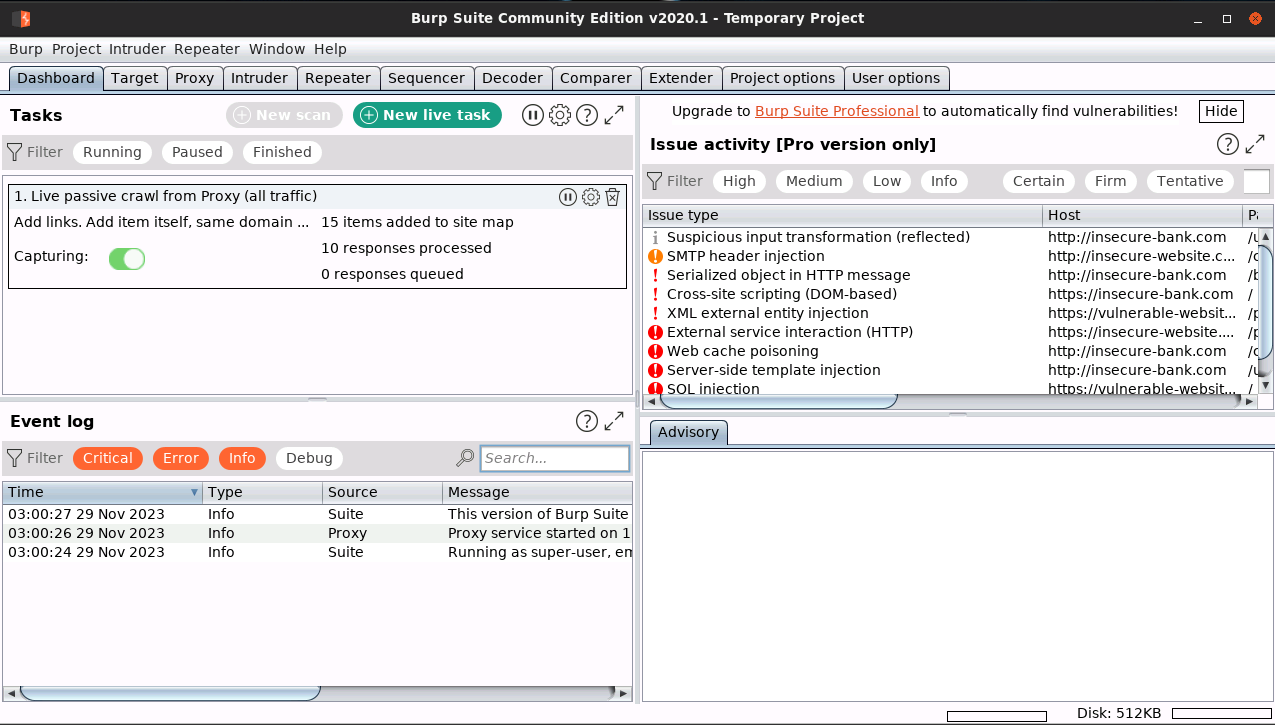 Burp Suite Community Edition v2020.1 - Temporary Project
Burp Project Intruder Repeater Window Help
Dashboard Target Proxy Intruder Repeater Sequencer Decoder Comparer Extender Project options User options
Tasks
New scan
New live task
Filter Running Paused Finished
1. Live passive crawl from Proxy (all traffic)
Add links. Add item itself, same domain ...
15 items added to site map
Capturing:
10 responses processed
0 responses queued
Event log
Filter Critical Error Info Debug
Search...
Time Type Source Message
03:00:27 29 Nov 2023 Info Suite This version of Burp Suite
03:00:26 29 Nov 2023 Info Proxy Proxy service started on 1
03:00:24 29 Nov 2023 Info Suite Running as super-user, em
Upgrade to Burp Suite Professional to automatically find vulnerabilities!
Hide
Issue activity [Pro version only]
Filter High Medium Low Info Certain Firm Tentative
Issue type Host
Suspicious input transformation (reflected) http://insecure-bank.com
SMTP header injection http://insecure-website.c...
Serialized object in HTTP message http://insecure-bank.com
Cross-site scripting (DOM-based) https://insecure-bank.com /
XML external entity injection https://vulnerable-websit...
External service interaction (HTTP) https://insecure-website....
Web cache poisoning http://insecure-bank.com
Server-side template injection http://insecure-bank.com
SQL injection https://vulnerable-websit... /
Advisory
Disk: 512KB